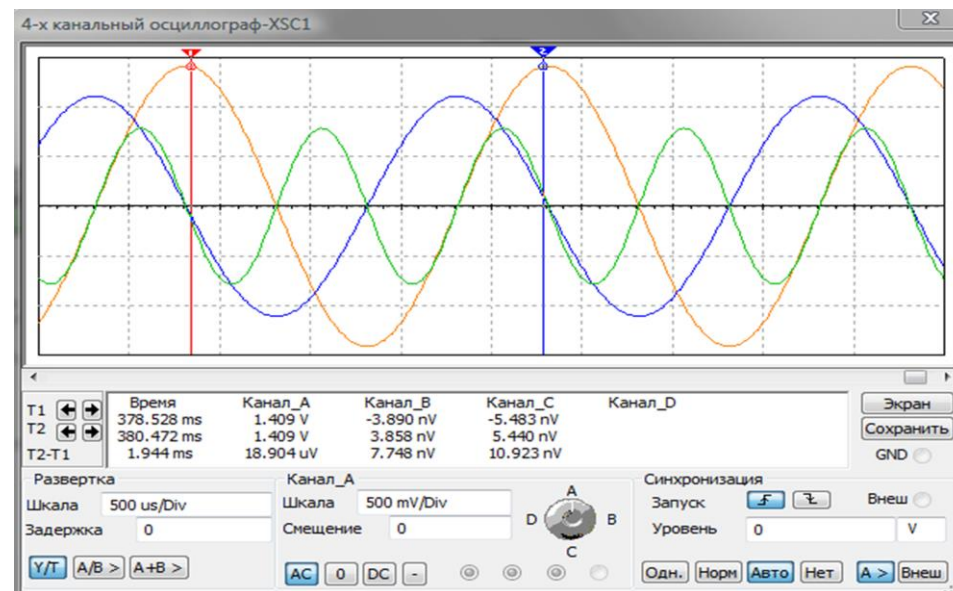 4-х канальный осциллограф-XSC1
1 2
T1 Время Канал_A Канал_B Канал_C Канал_D Экран
T2 378.528 ms 1.409 V -3.890 nV -5.483 nV Сохранить
380.472 ms 1.409 V 3.858 nV 5.440 nV
T2-T1 1.944 ms 18.904 uV 7.748 nV 10.923 nV GND
Развертка Канал_A Синхронизация
Шкала 500 us/Div Шкала 500 mV/Div A Запуск Внеш
Задержка 0 Смещение 0 D B Уровень 0 V
C
Y/T A/B > A+B > AC 0 DC - Одн. Норм Авто Нет A > Внеш